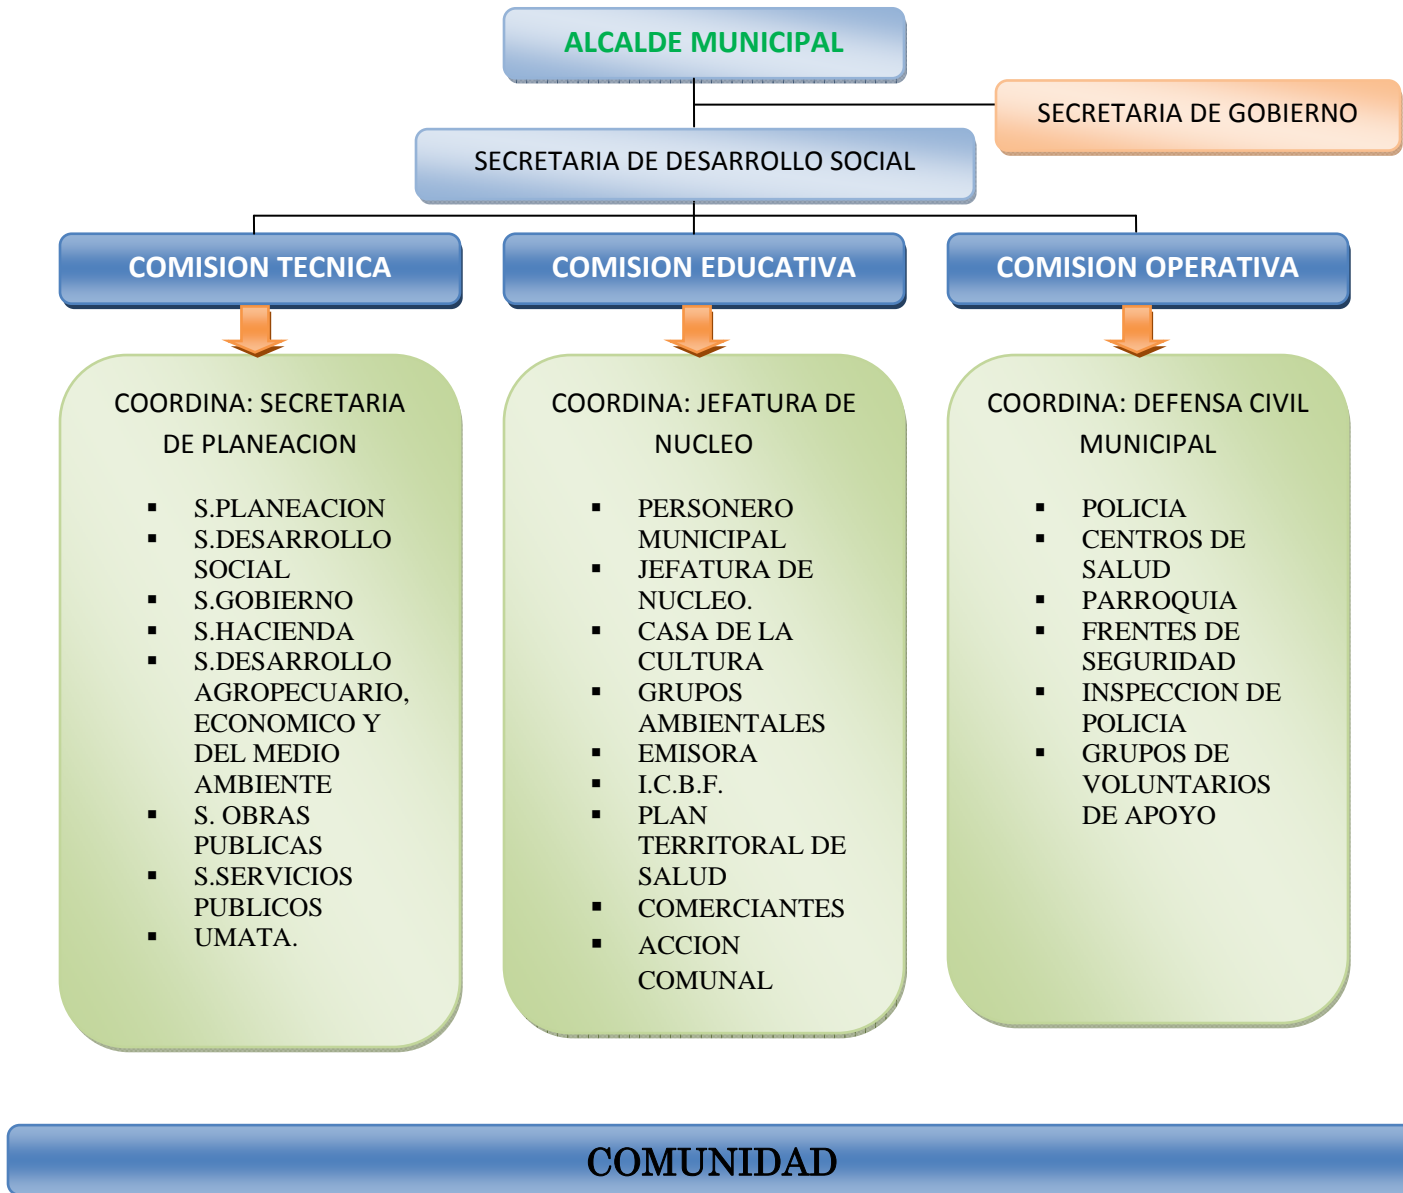 ALCALDE MUNICIPAL
SECRETARIA DE GOBIERNO
SECRETARIA DE DESARROLLO SOCIAL
COMISION TECNICA
COORDINA: SECRETARIA
DE PLANEACION
▪ S.PLANEACION
▪ S.DESARROLLO
SOCIAL
▪ S.GOBIERNO
▪ S.HACIENDA
▪ S.DESARROLLO
AGROPECUARIO,
ECONOMICO Y
DEL MEDIO
AMBIENTE
▪ S. OBRAS
PUBLICAS
▪ S.SERVICIOS
PUBLICOS
▪ UMATA.
COMISION EDUCATIVA
COORDINA: JEFATURA DE
NUCLEO
▪ PERSONERO
MUNICIPAL
▪ JEFATURA DE
NUCLEO.
▪ CASA DE LA
CULTURA
▪ GRUPOS
AMBIENTALES
▪ EMISORA
▪ I.C.B.F.
▪ PLAN
TERRITORAL DE
SALUD
▪ COMERCIANTES
▪ ACCION
COMUNAL
COMISION OPERATIVA
COORDINA: DEFENSA CIVIL
MUNICIPAL
▪ POLICIA
▪ CENTROS DE
SALUD
▪ PARROQUIA
▪ FRENTES DE
SEGURIDAD
▪ INSPECCION DE
POLICIA
▪ GRUPOS DE
VOLUNTARIOS
DE APOYO
COMUNIDAD